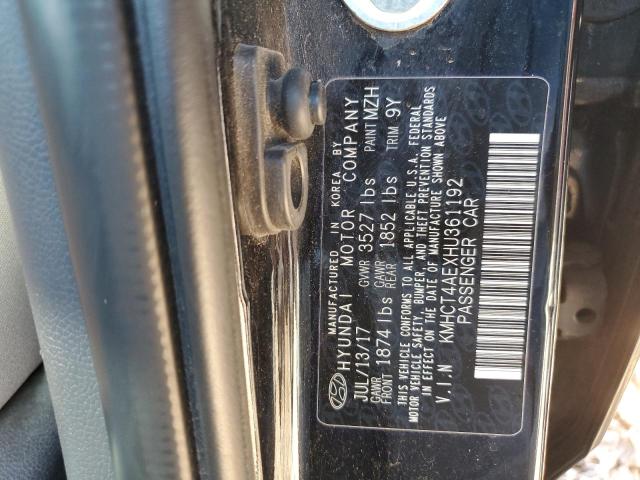 MANUFACTURED IN KOREA BY
HYUNDAI MOTOR COMPANY
JUL/13/17 GVWR 3527 lbs PAINT MZH
GAWR FRONT 1874 lbs GAWR REAR 1852 lbs TRIM 9Y
THIS VEHICLE CONFORMS TO ALL APPLICABLE U.S.A. FEDERAL
MOTOR VEHICLE SAFETY, BUMPER, AND THEFT PREVENTION STANDARDS
IN EFFECT ON THE DATE OF MANUFACTURE SHOWN ABOVE
V.I.N KMHCT4AEXHU361192
PASSENGER CAR